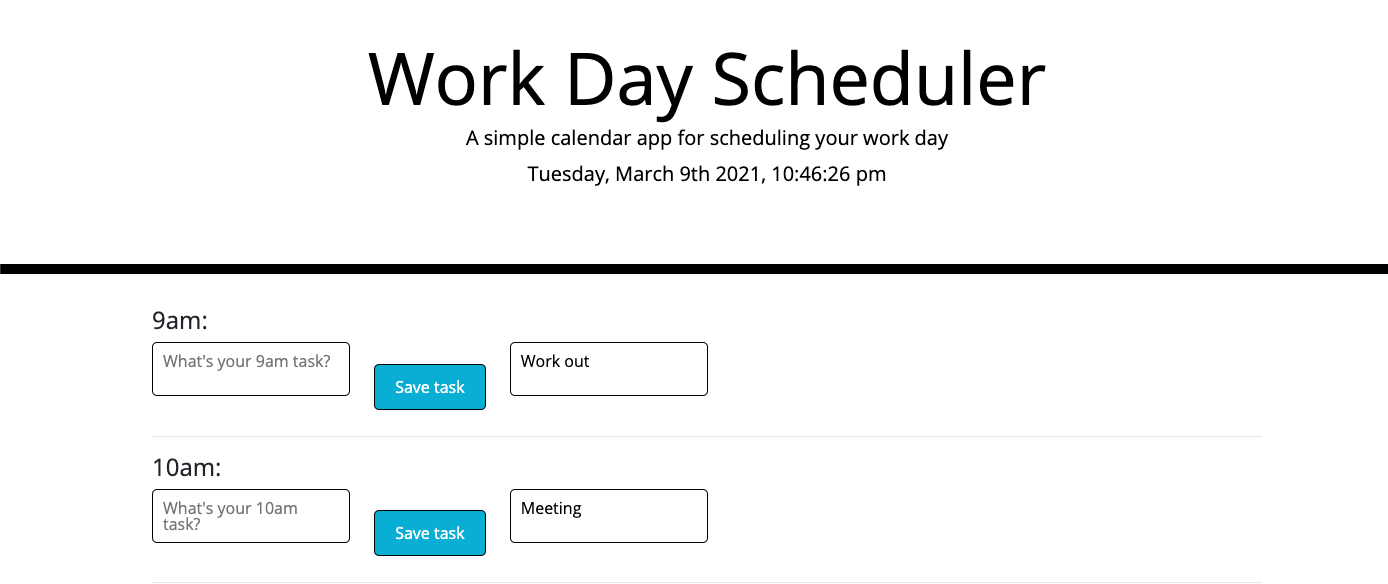 Work Day Scheduler
A simple calendar app for scheduling your work day
Tuesday, March 9th 2021, 10:46:26 pm
9am:
What's your 9am task?
Save task
Work out
10am:
What's your 10am
task?
Save task
Meeting